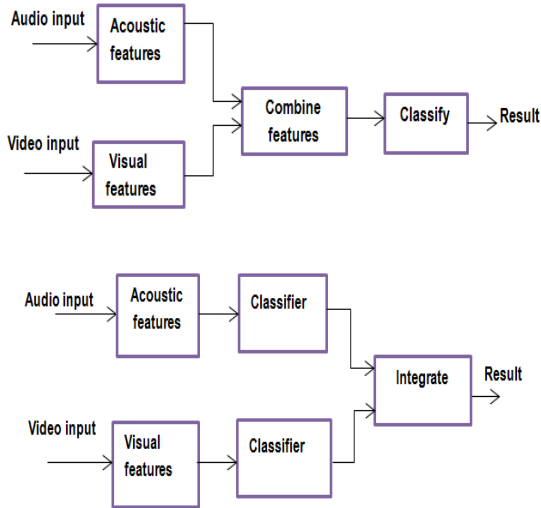 Audio input
Acoustic
features
Video input
Visual
features
Combine
features
Classify
Result
Audio input
Acoustic
features
Classifier
Video input
Visual
features
Classifier
Integrate
Result